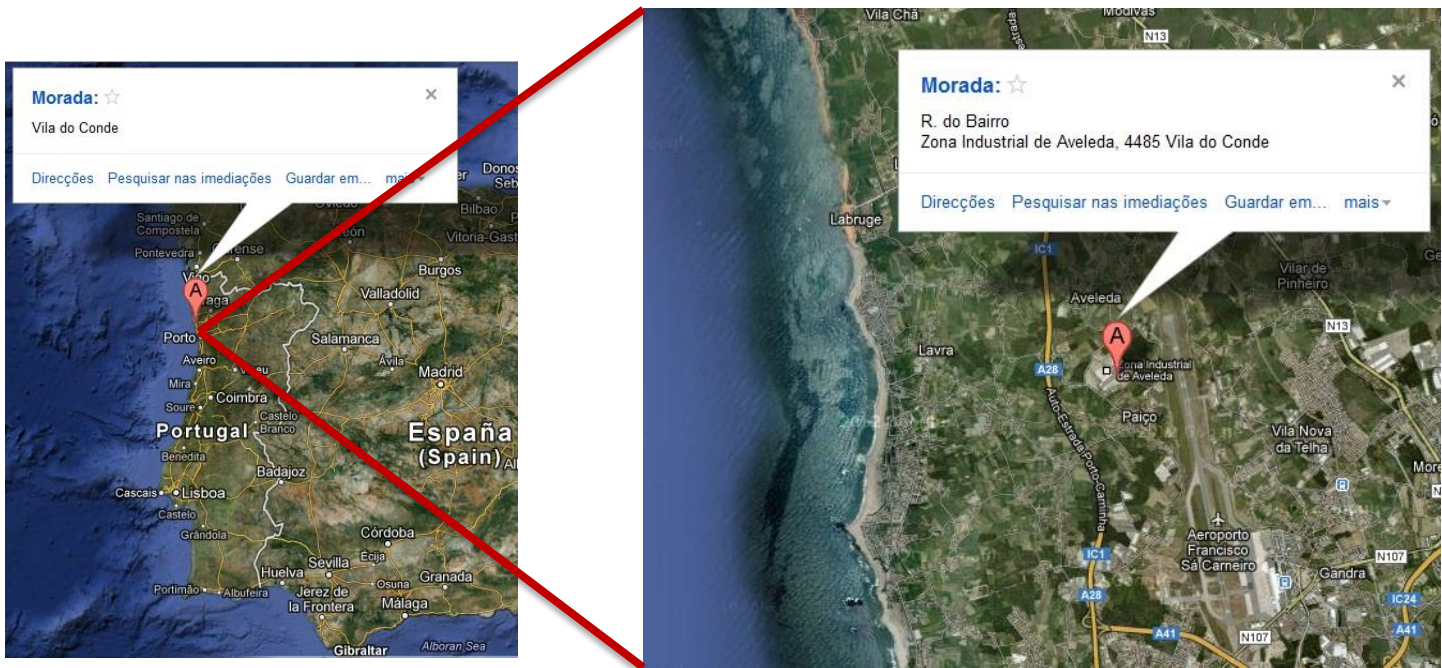 Morada:
Vila do Conde
Direcções Pesquisar nas imediações Guardar em... mais
Oviedo
Bilbao
Santiago de
Compostela
León
Vitoria-Gast
Pontevedra
Burgos
Vigo
Valladolid
Porto
Salamanca
Aveiro
Ávila
Madrid
Mira
Coimbra
Soure
Castelo
Branco
Portugal
España
(Spain)
Benedita
Badajoz
Cascais
Lisboa
Castelo
Grândola
Córdoba
Écija
Sevilla
Huelva
Granada
Osuna
Portimão
Albufeira
Jerez de
la Frontera
Málaga
Gibraltar
Alboran Sea
A
Vila Chã
Modivas
N13
Morada:
R. do Bairro
Zona Industrial de Aveleda, 4485 Vila do Conde
Direcções Pesquisar nas imediações Guardar em... mais
Labruge
IC1
Vilar de
Pinheiro
Aveleda
A
N13
Lavra
Zona Industrial
de Aveleda
A28
Paiço
Auto-Estrada Porto-Caminha
Vila Nova
da Telha
Aeroporto
Francisco
Sá Carneiro
IC1
N107
Gandra
A28
IC24
A41
N107
A41